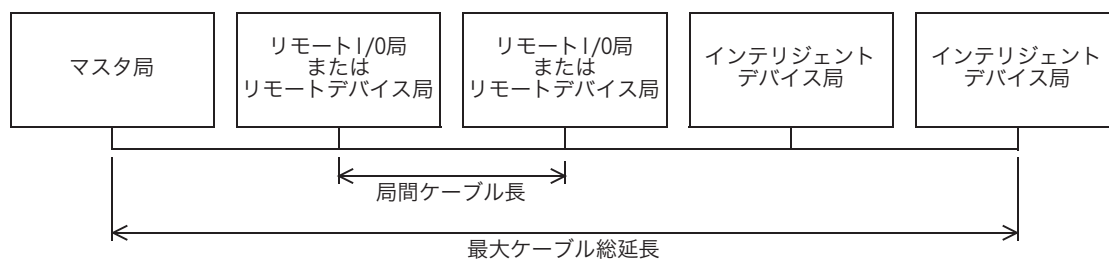 マスタ局
リモートI/O局
または
リモートデバイス局
リモートI/O局
または
リモートデバイス局
インテリジェント
デバイス局
インテリジェント
デバイス局
局間ケーブル長
最大ケーブル総延長